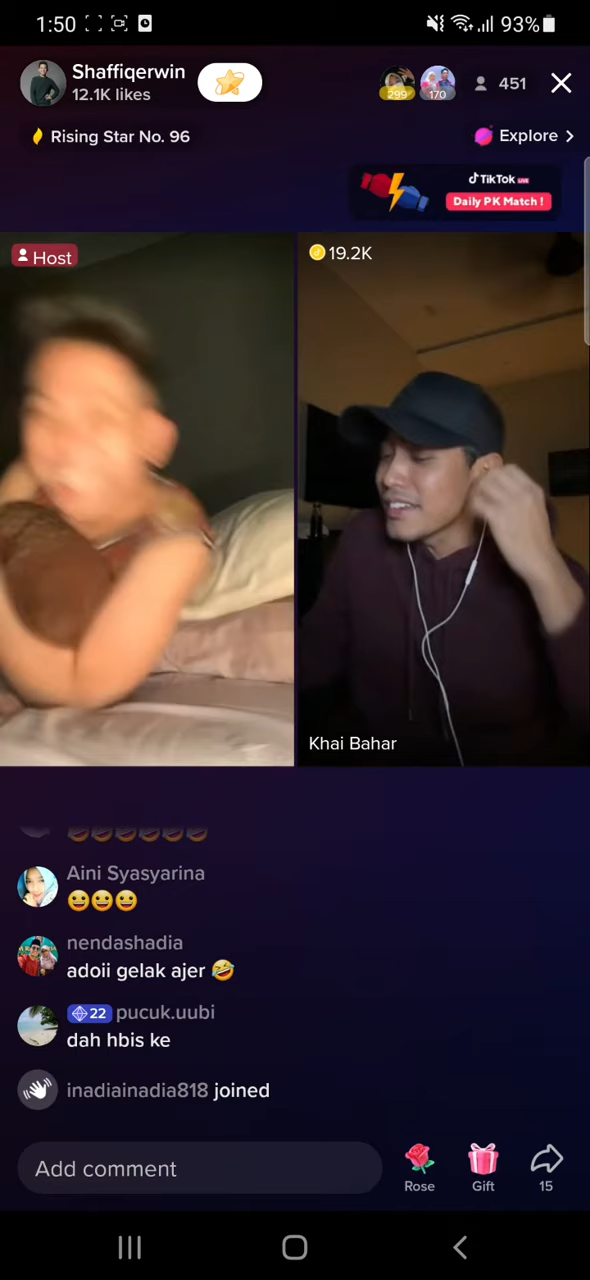 1:50
93%
Shaffiqerwin
12.1K likes
299
170
451
Rising Star No. 96
Explore
TikTok LIVE
Daily PK Match !
Host
19.2K
Khai Bahar
Aini Syasyarina
😀😀😀
nendashadia
adoii gelak ajer 🤣
22 pucuk.uubi
dah hbis ke
inadiainadia818 joined
Add comment
Rose
Gift
15